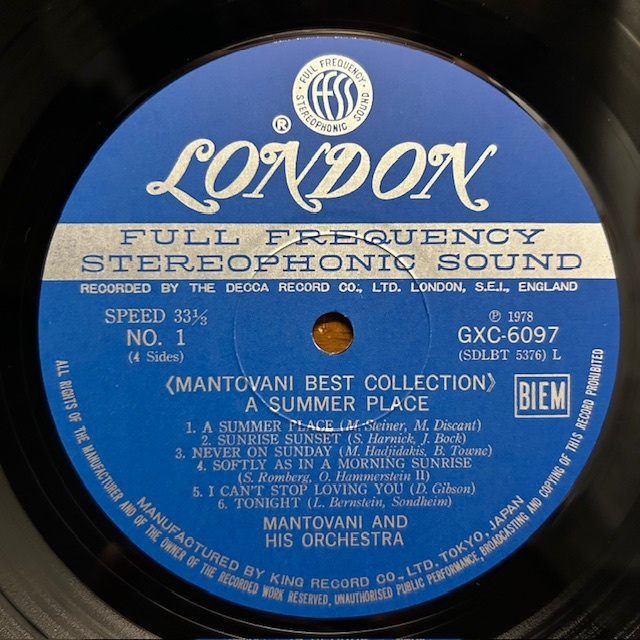 FULL FREQUENCY
ffss
STEREOPHONIC SOUND
®
LONDON
FULL FREQUENCY
STEREOPHONIC SOUND
RECORDED BY THE DECCA RECORD CO., LTD. LONDON, S.E.I., ENGLAND
SPEED 33⅓
℗ 1978
NO. 1
GXC-6097
(4 Sides)
(SDLBT 5376) L
〈MANTOVANI BEST COLLECTION〉
A SUMMER PLACE
BIEM
1. A SUMMER PLACE (M. Steiner, M. Discant)
2. SUNRISE SUNSET (S. Harnick, J. Bock)
3. NEVER ON SUNDAY (M. Hadjidakis, B. Towne)
4. SOFTLY AS IN A MORNING SUNRISE
(S. Romberg, O. Hammerstein II)
5. I CAN'T STOP LOVING YOU (D. Gibson)
6. TONIGHT (L. Bernstein, Sondheim)
MANTOVANI AND
HIS ORCHESTRA
MANUFACTURED BY KING RECORD CO., LTD. TOKYO, JAPAN
ALL RIGHTS OF THE MANUFACTURER AND OF THE OWNER OF THE RECORDED WORK RESERVED, UNAUTHORISED PUBLIC PERFORMANCE, BROADCASTING AND COPYING OF THIS RECORD PROHIBITED